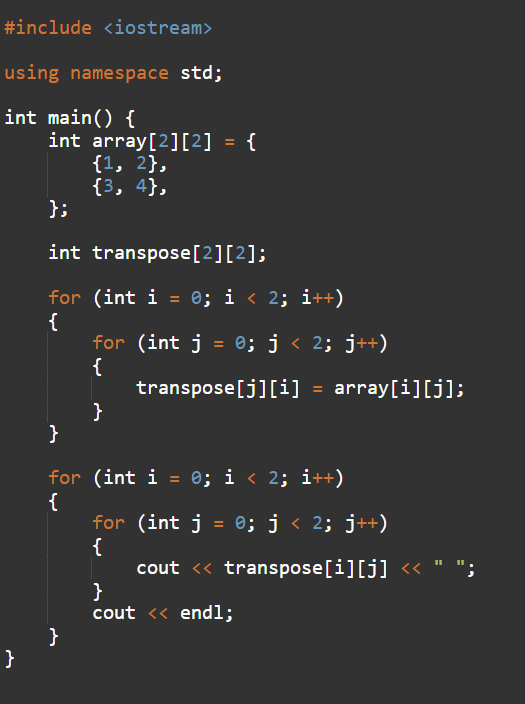 #include <iostream>
using namespace std;
int main() {
    int array[2][2] = {
        {1, 2},
        {3, 4},
    };
    int transpose[2][2];
    for (int i = 0; i < 2; i++)
    {
        for (int j = 0; j < 2; j++)
        {
            transpose[j][i] = array[i][j];
        }
    }
    for (int i = 0; i < 2; i++)
    {
        for (int j = 0; j < 2; j++)
        {
            cout << transpose[i][j] << " ";
        }
        cout << endl;
    }
}